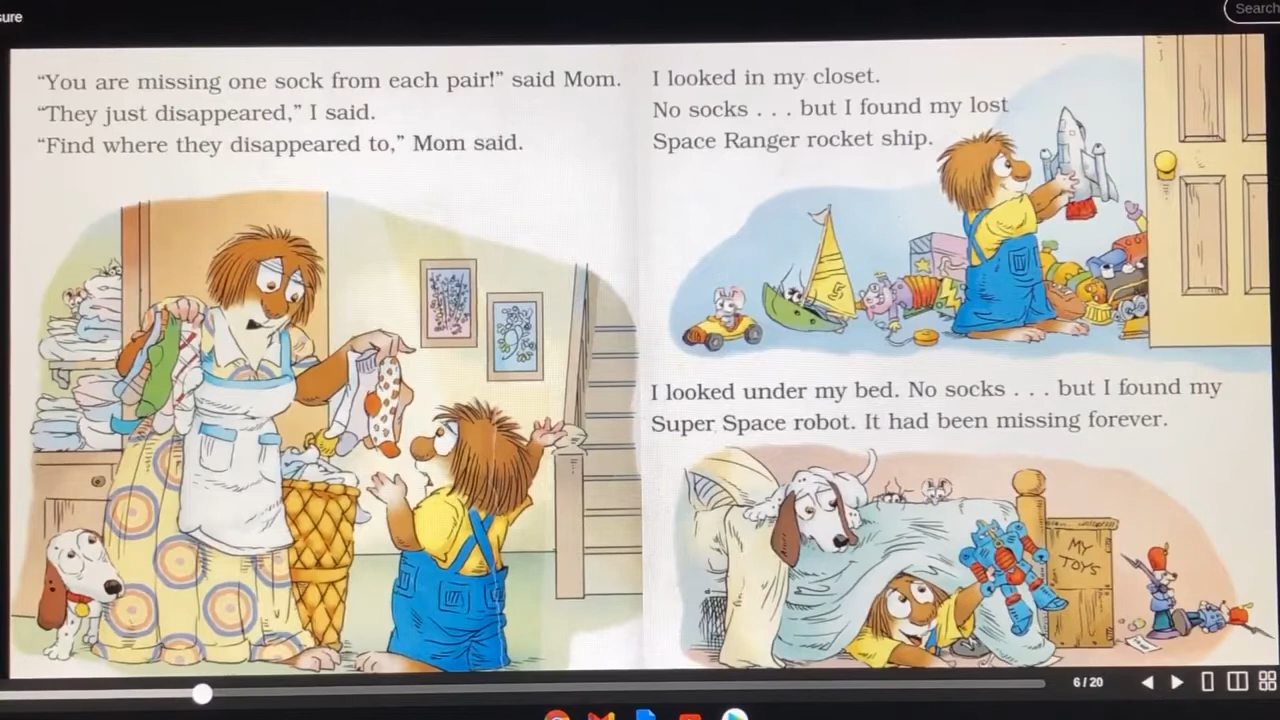 sure
Search
“You are missing one sock from each pair!” said Mom.
“They just disappeared,” I said.
“Find where they disappeared to,” Mom said.
I looked in my closet.
No socks . . . but I found my lost
Space Ranger rocket ship.
5
I looked under my bed. No socks . . . but I found my
Super Space robot. It had been missing forever.
MY
TOYS
6/20